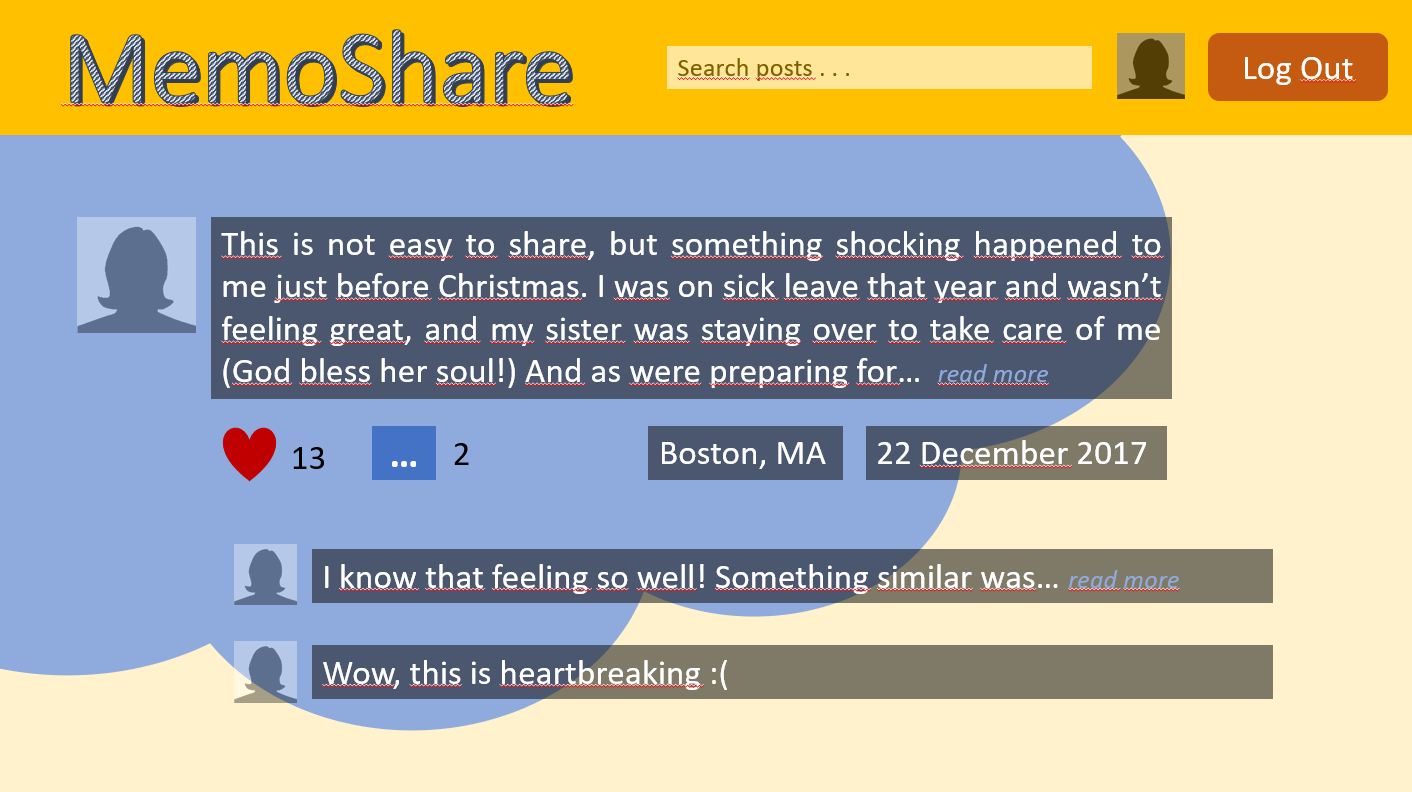 MemoShare
Search posts . . .
Log Out
This is not easy to share, but something shocking happened to
me just before Christmas. I was on sick leave that year and wasn’t
feeling great, and my sister was staying over to take care of me
(God bless her soul!) And as were preparing for… read more
13
...
2
Boston, MA
22 December 2017
I know that feeling so well! Something similar was… read more
Wow, this is heartbreaking :(